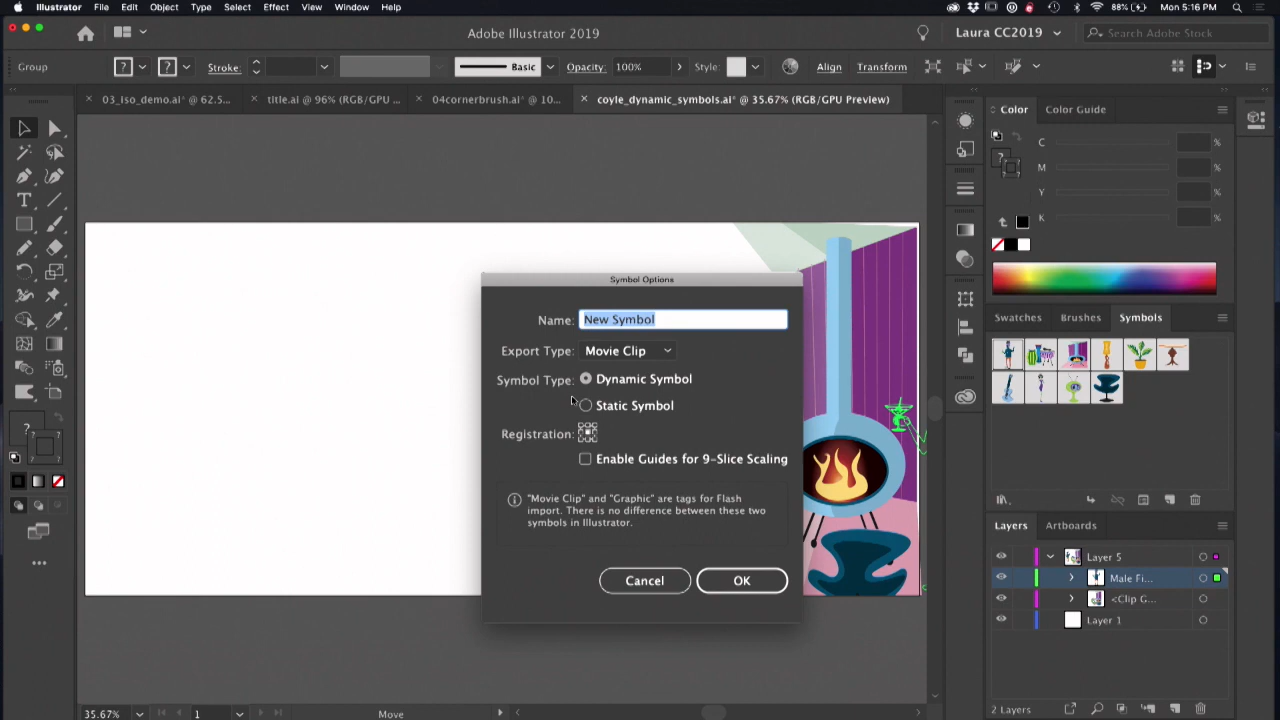 Illustrator File Edit Object Type Select Effect View Window Help 88% Mon 5:16 PM
Adobe Illustrator 2019 Laura CC2019 Search Adobe Stock
Group ? ? Stroke: Basic Opacity: 100% Style: Align Transform
03_Iso_demo.ai* @ 62.5... title.ai @ 96% (RGB/GPU ... 04cornerbrush.ai* @ 10... coyle_dynamic_symbols.ai* @ 35.67% (RGB/GPU Preview)
Color Color Guide
C %
M %
Y %
K %
?
Symbol Options
Name: New Symbol
Export Type: Movie Clip
Symbol Type: Dynamic Symbol
Static Symbol
Registration:
Enable Guides for 9-Slice Scaling
"Movie Clip" and "Graphic" are tags for Flash
import. There is no difference between these two
symbols in Illustrator.
Cancel OK
Swatches Brushes Symbols
Layers Artboards
Layer 5
Male Fi...
<Clip G...
Layer 1
?
35.67% 1 Move 2 Layers